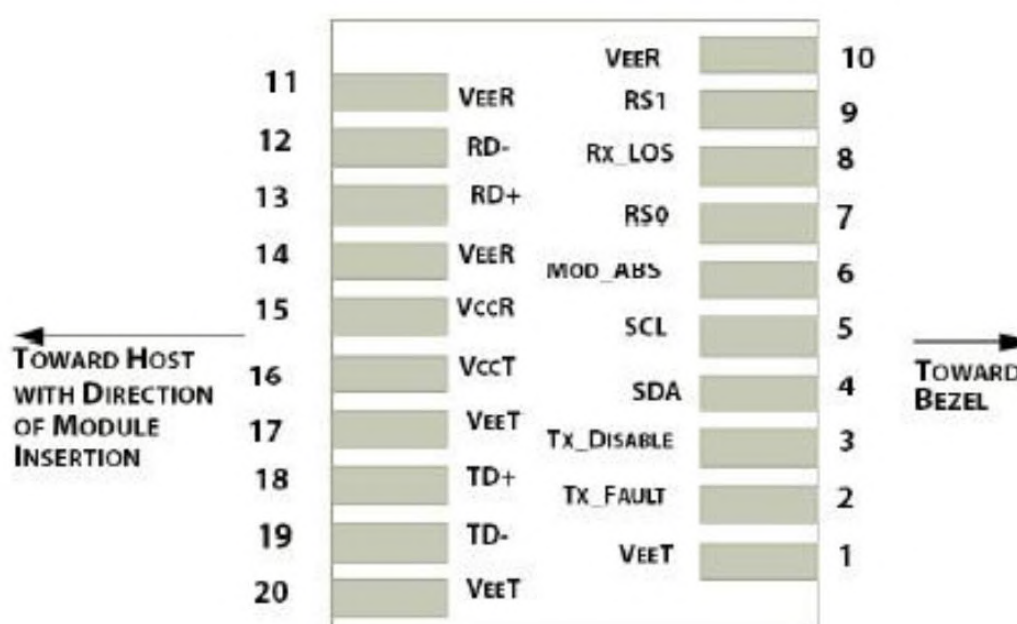 VEER 10
11 VEER
RS1 9
12 RD-
RX_LOS 8
13 RD+
RS0 7
14 VEER
MOD_ABS 6
15 VCCR
SCL 5
TOWARD HOST
WITH DIRECTION
OF MODULE
INSERTION
TOWARD
BEZEL
16 VCCT
SDA 4
17 VEET
TX_DISABLE 3
18 TD+
TX_FAULT 2
19 TD-
VEET 1
20 VEET